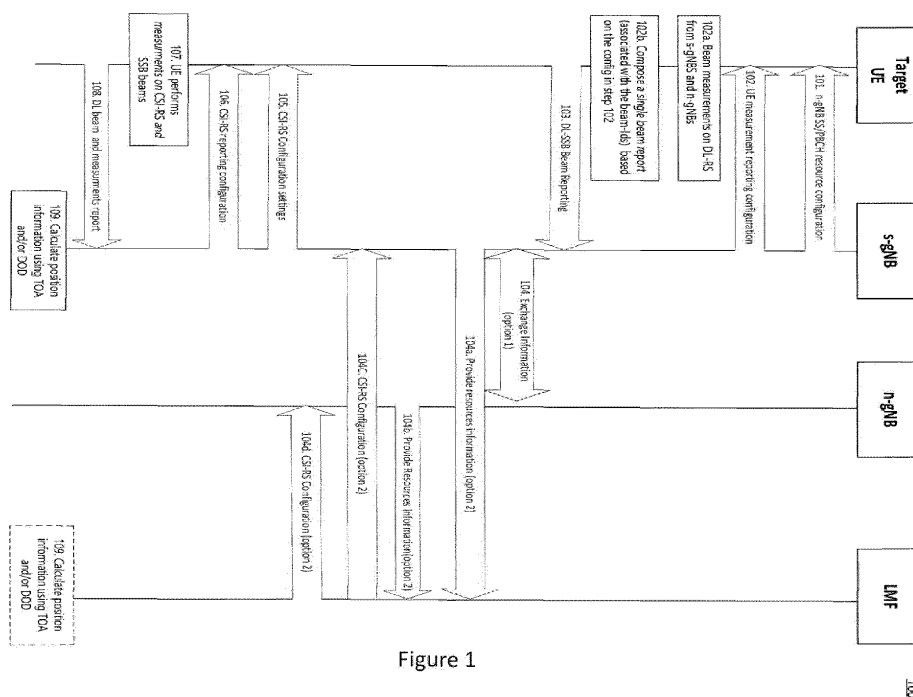 100
Target
UE
s-gNB
n-gNB
LMF
101. n-gNB SS/PBCH resource configuration
102. UE measurement reporting configuration
102a. Beam measurements on DL-RS
from s-gNBS and n-gNBs
102b. Compose a single beam report
(associated with the beam-Ids) based
on the config in step 102
103. DL-SSB Beam Reporting
104. Exchange Information
(option 1)
104a. Provide resources information (option 2)
104b. Provide Resources Information(option 2)
104C. CSI-RS Configuration (option 2)
104d. CSI-RS Configuration (option 2)
105. CSI-RS Configuration settings
106. CSI-RS reporting configuration
107. UE performs
measurments on CSI-RS and
SSB beams
108. DL beam and measurments report
109. Calculate position
information using TOA
and/or DOD
109. Calculate position
information using TOA
and/or DOD
Figure 1